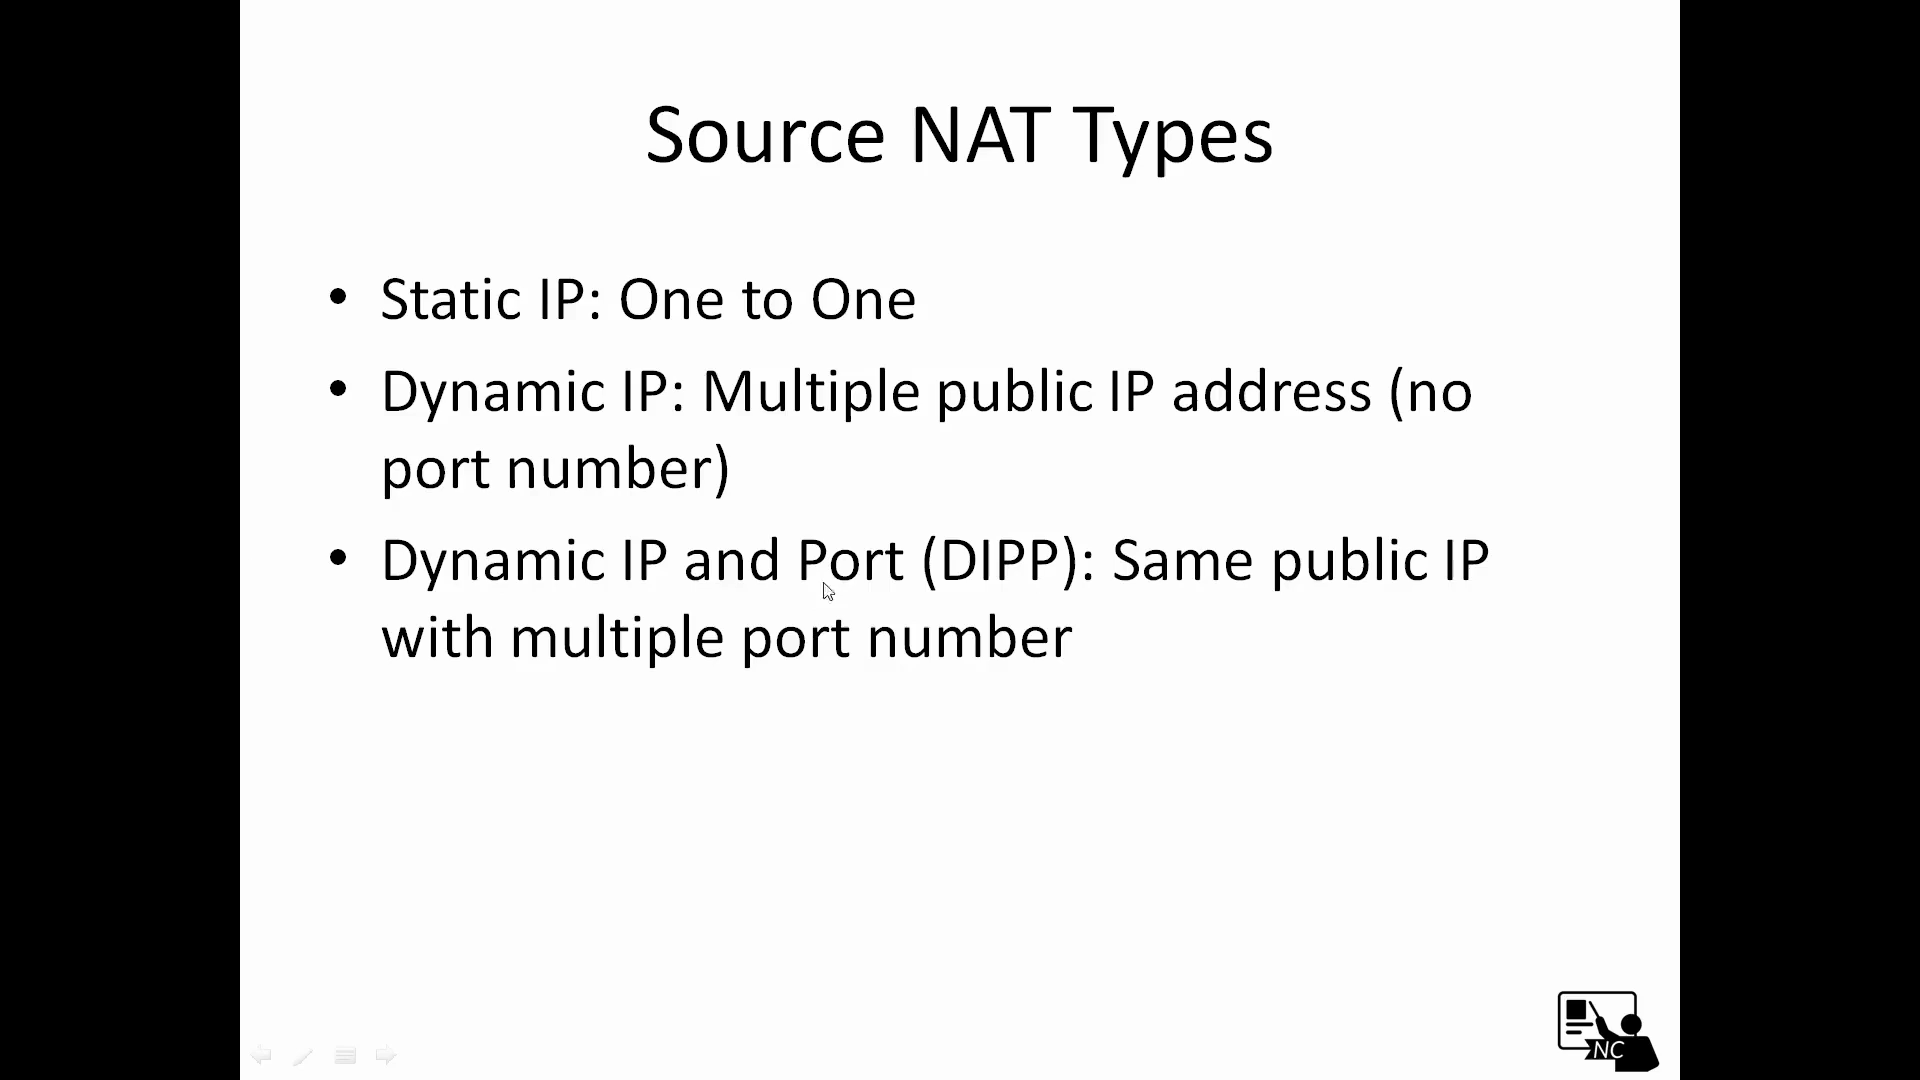 Source NAT Types
• Static IP: One to One
• Dynamic IP: Multiple public IP address (no
port number)
• Dynamic IP and Port (DIPP): Same public IP
with multiple port number
NC